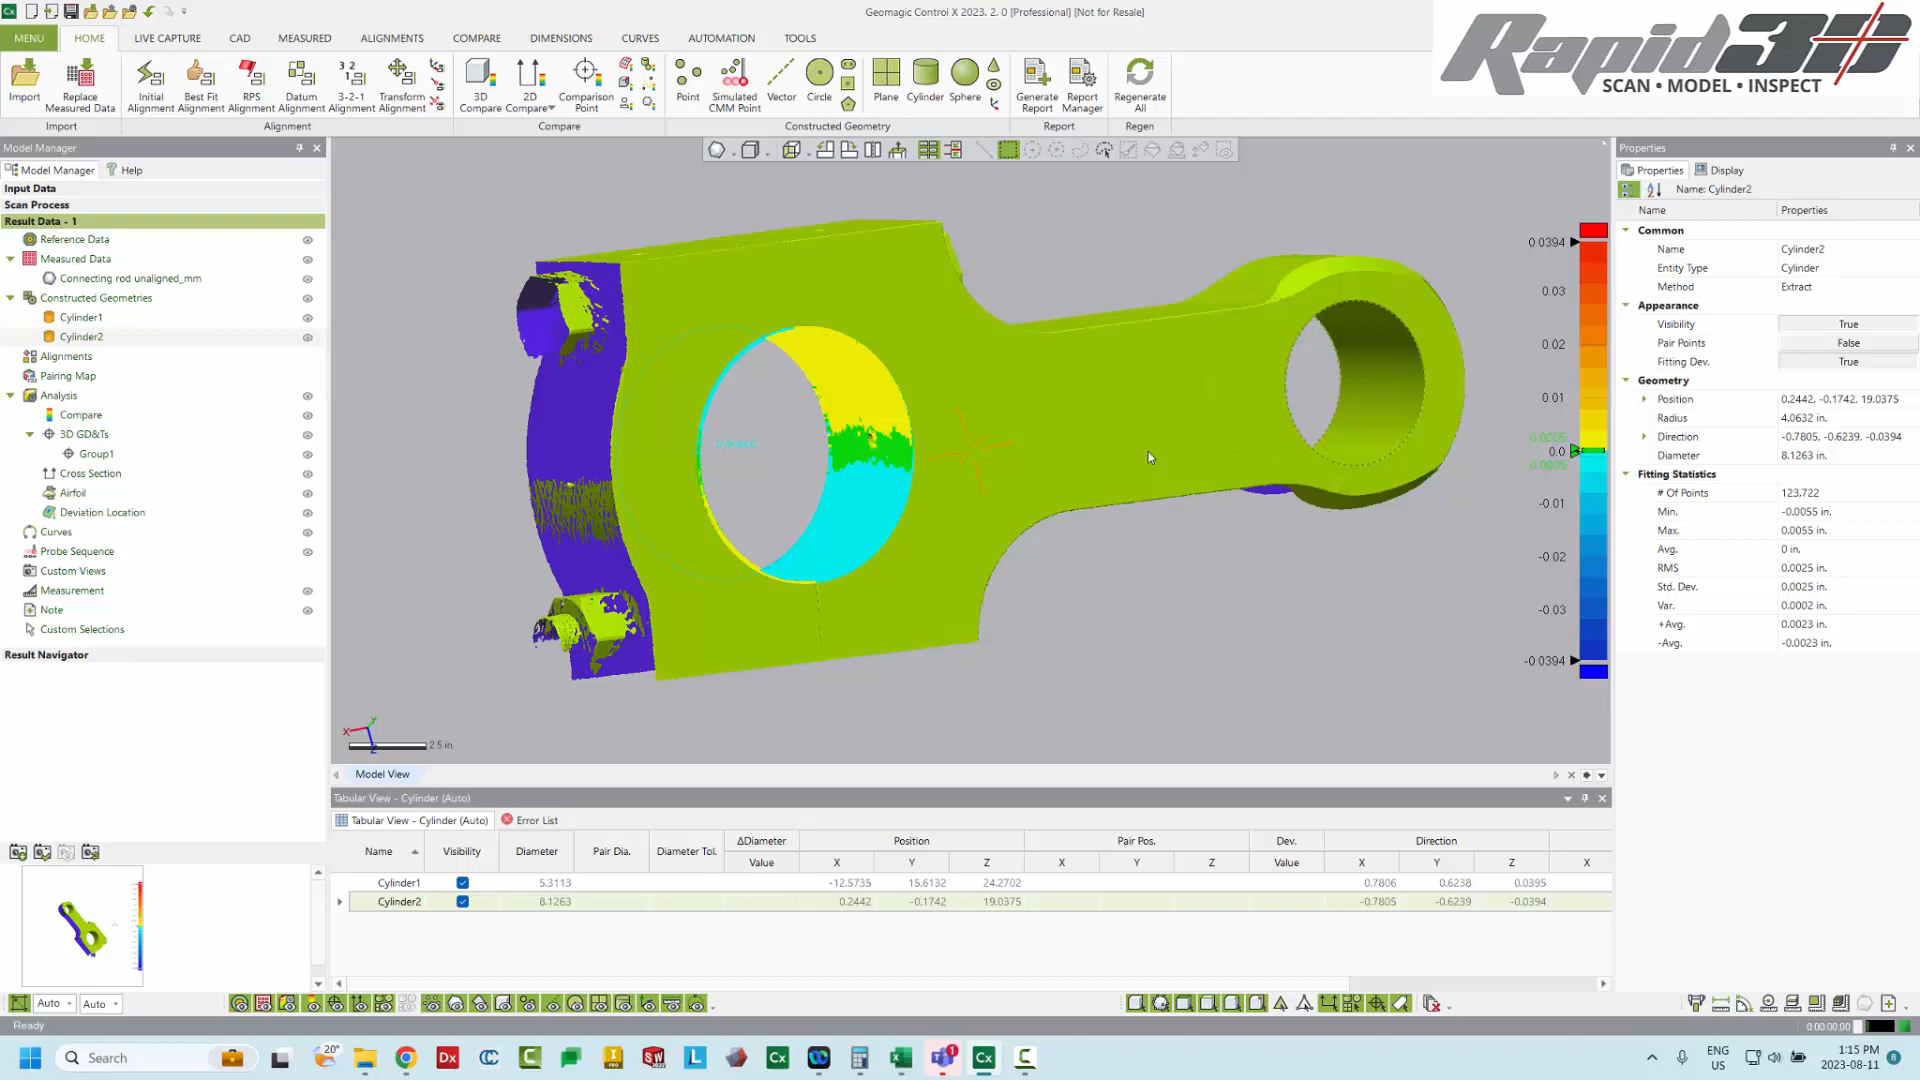 Geomagic Control X 2023. 2. 0 [Professional] [Not for Resale]
MENU HOME LIVE CAPTURE CAD MEASURED ALIGNMENTS COMPARE DIMENSIONS CURVES AUTOMATION TOOLS
Rapid3D
SCAN • MODEL • INSPECT
Import
Replace Measured Data
Initial Alignment
Best Fit Alignment
RPS Alignment
Datum Alignment
3-2-1 Alignment
Transform Alignment
3D Compare
2D Compare
Comparison Point
Point
Simulated CMM Point
Vector
Circle
Plane
Cylinder
Sphere
Generate Report
Report Manager
Regenerate All
Import Alignment Compare Constructed Geometry Report Regen
Model Manager
Model Manager Help
Input Data
Scan Process
Result Data - 1
Reference Data
Measured Data
Connecting rod unaligned_mm
Constructed Geometries
Cylinder1
Cylinder2
Alignments
Pairing Map
Analysis
Compare
3D GD&Ts
Group1
Cross Section
Airfoil
Deviation Location
Curves
Probe Sequence
Custom Views
Measurement
Note
Custom Selections
Result Navigator
0.0394
0.03
0.02
0.01
0.0005
0.0
0.0005
-0.01
-0.02
-0.03
-0.0394
X Y Z
2.5 in.
Properties
Properties Display
Name: Cylinder2
Name Properties
Common
Name Cylinder2
Entity Type Cylinder
Method Extract
Appearance
Visibility True
Pair Points False
Fitting Dev. True
Geometry
Position 0.2442, -0.1742, 19.0375
Radius 4.0632 in.
Direction -0.7805, -0.6239, -0.0394
Diameter 8.1263 in.
Fitting Statistics
# Of Points 123,722
Min. -0.0055 in.
Max. 0.0055 in.
Avg. 0 in.
RMS 0.0025 in.
Std. Dev. 0.0025 in.
Var. 0.0002 in.
+Avg. 0.0023 in.
-Avg. -0.0023 in.
Model View
Tabular View - Cylinder (Auto)
Tabular View - Cylinder (Auto) Error List
Name Visibility Diameter Pair Dia. Diameter Tol. ΔDiameter Position Pair Pos. Dev. Direction
Value X Y Z X Y Z Value X Y Z X
Cylinder1 5.3113 -12.5735 15.6132 24.2702 0.7806 0.6238 0.0395
Cylinder2 8.1263 0.2442 -0.1742 19.0375 -0.7805 -0.6239 -0.0394
Auto Auto
Ready
0:00:00:00
Search
20°
ENG
US
1:15 PM
2023-08-11
8